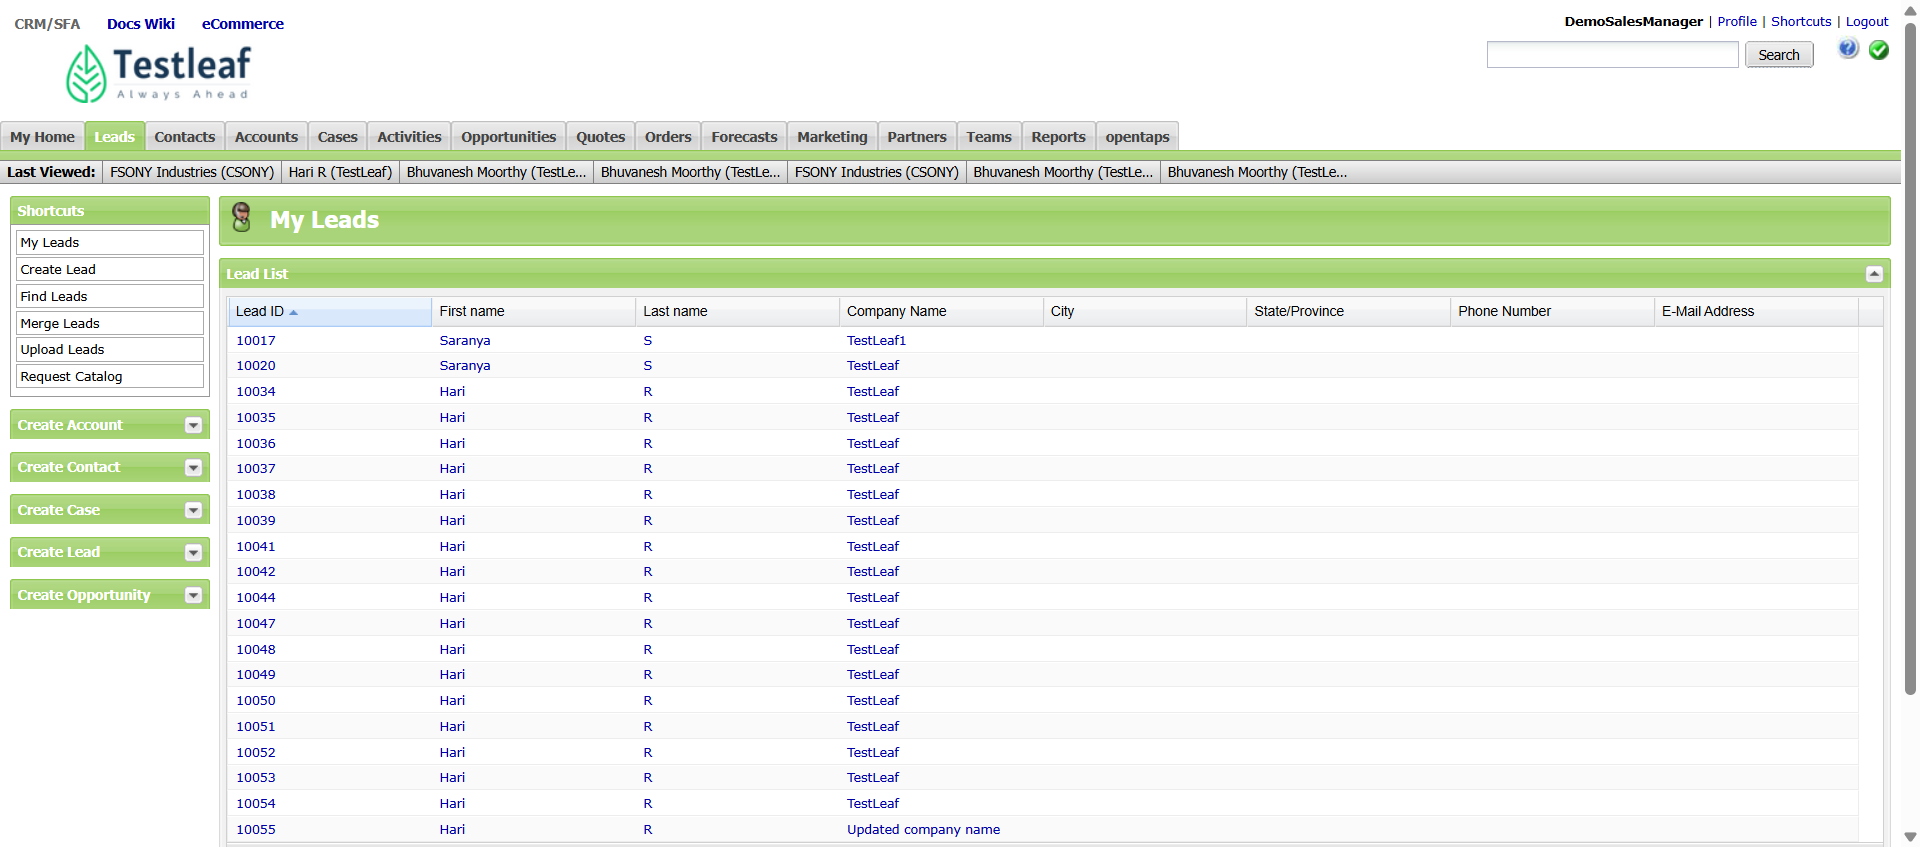 CRM/SFA Docs Wiki eCommerce
DemoSalesManager | Profile | Shortcuts | Logout
Testleaf
Always Ahead
Search
My Home Leads Contacts Accounts Cases Activities Opportunities Quotes Orders Forecasts Marketing Partners Teams Reports opentaps
Last Viewed: FSONY Industries (CSONY) Hari R (TestLeaf) Bhuvanesh Moorthy (TestLe... Bhuvanesh Moorthy (TestLe... FSONY Industries (CSONY) Bhuvanesh Moorthy (TestLe... Bhuvanesh Moorthy (TestLe...
Shortcuts
My Leads
Create Lead
Find Leads
Merge Leads
Upload Leads
Request Catalog
Create Account
Create Contact
Create Case
Create Lead
Create Opportunity
My Leads
Lead List
Lead ID First name Last name Company Name City State/Province Phone Number E-Mail Address
10017 Saranya S TestLeaf1
10020 Saranya S TestLeaf
10034 Hari R TestLeaf
10035 Hari R TestLeaf
10036 Hari R TestLeaf
10037 Hari R TestLeaf
10038 Hari R TestLeaf
10039 Hari R TestLeaf
10041 Hari R TestLeaf
10042 Hari R TestLeaf
10044 Hari R TestLeaf
10047 Hari R TestLeaf
10048 Hari R TestLeaf
10049 Hari R TestLeaf
10050 Hari R TestLeaf
10051 Hari R TestLeaf
10052 Hari R TestLeaf
10053 Hari R TestLeaf
10054 Hari R TestLeaf
10055 Hari R Updated company name